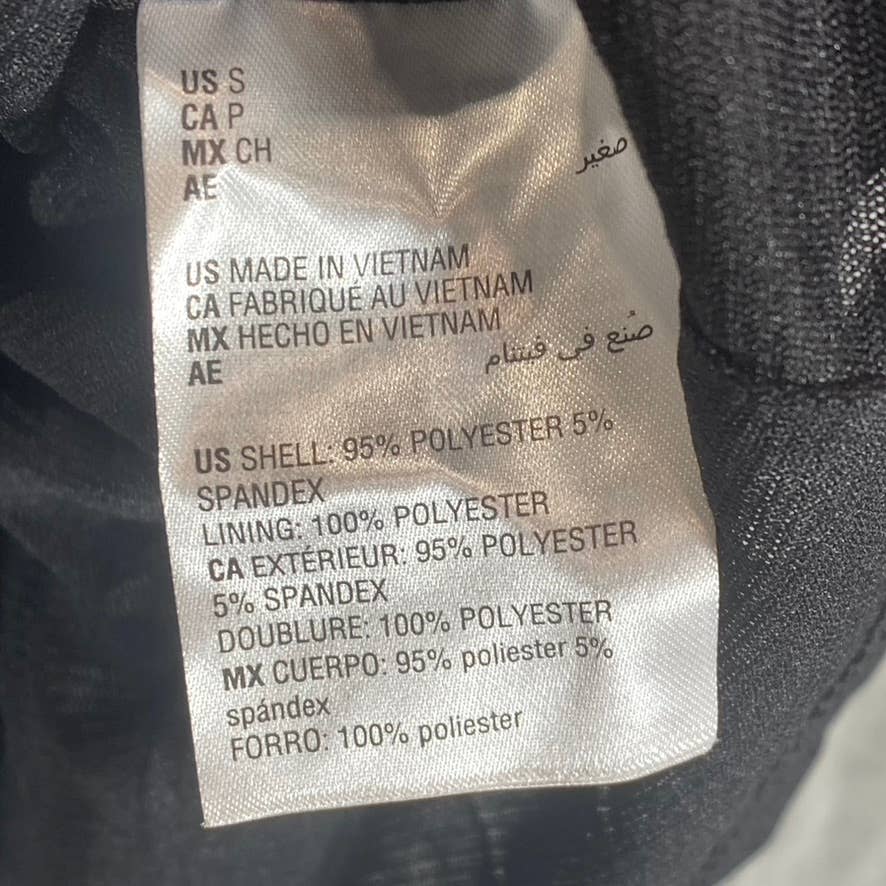 US S
CA P
MX CH
AE صغير
US MADE IN VIETNAM
CA FABRIQUÉ AU VIETNAM
MX HECHO EN VIETNAM
AE صُنع في فيتنام
US SHELL: 95% POLYESTER 5%
SPANDEX
LINING: 100% POLYESTER
CA EXTÉRIEUR: 95% POLYESTER
5% SPANDEX
DOUBLURE: 100% POLYESTER
MX CUERPO: 95% poliester 5%
spándex
FORRO: 100% poliester